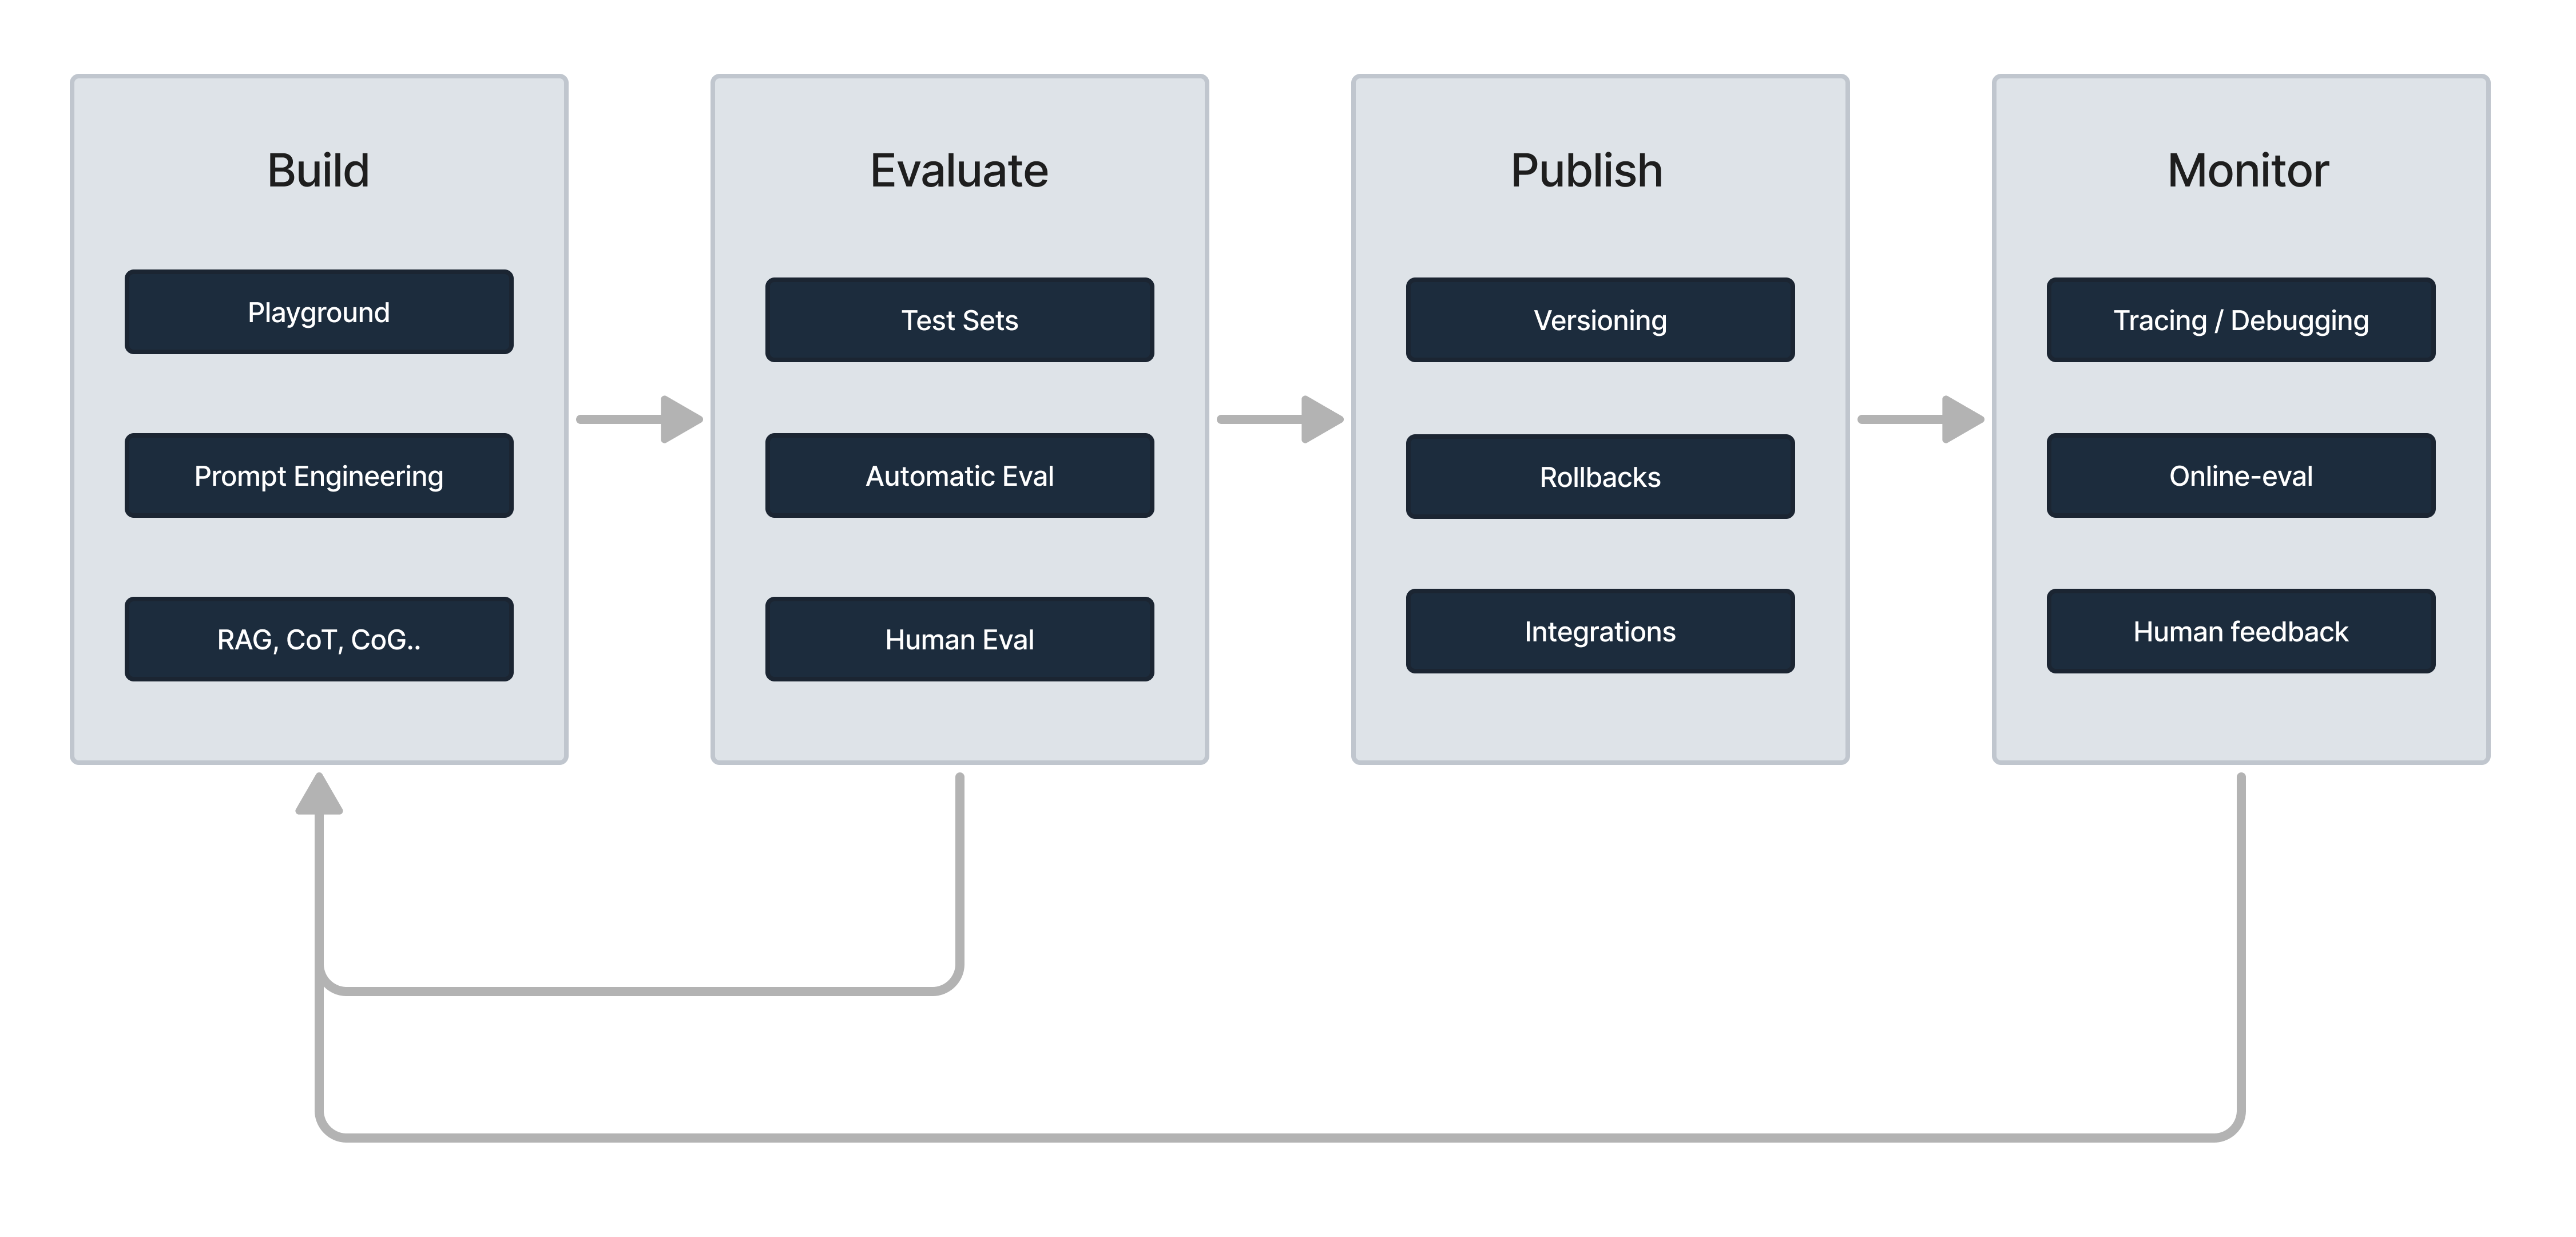 Build
Playground
Prompt Engineering
RAG, CoT, CoG..
Evaluate
Test Sets
Automatic Eval
Human Eval
Publish
Versioning
Rollbacks
Integrations
Monitor
Tracing / Debugging
Online-eval
Human feedback